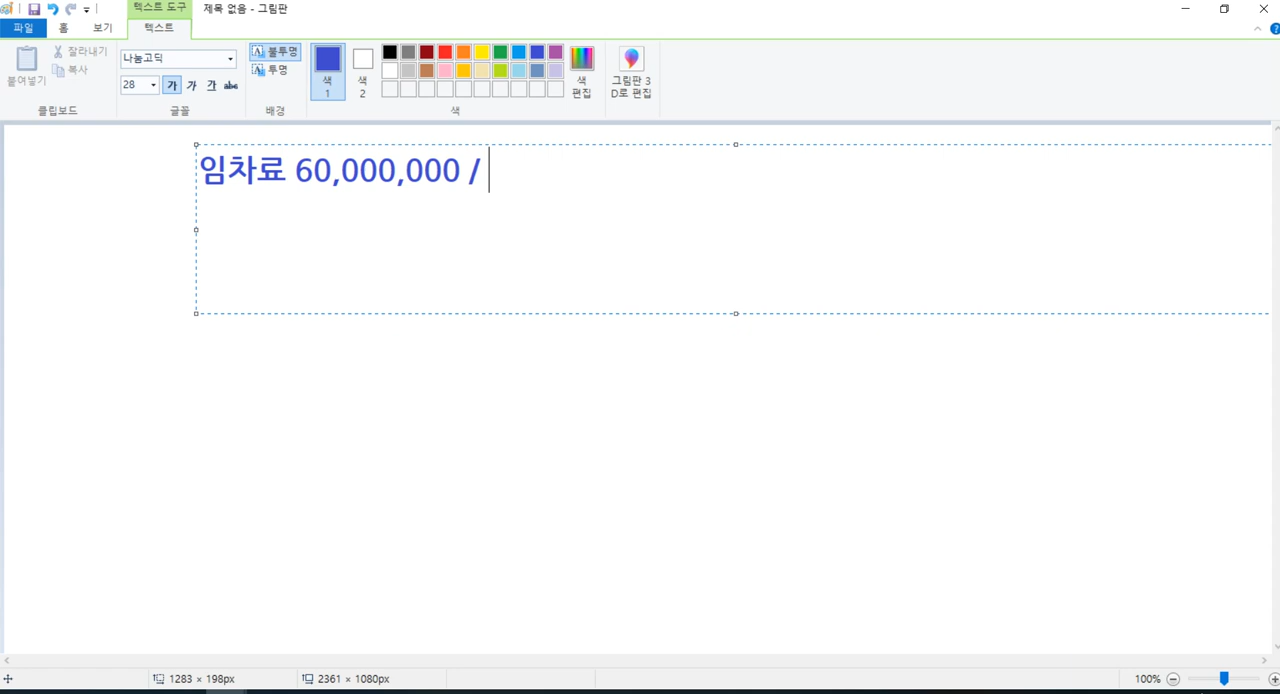 텍스트 도구
제목 없음 - 그림판
파일
홈
보기
텍스트
붙여넣기
잘라내기
복사
클립보드
나눔고딕
28
가 가 가 abc
글꼴
불투명
투명
배경
색
1
색
2
색
편집
색
그림판 3
D로 편집
임차료 60,000,000 /
1283 × 198px
2361 × 1080px
100%